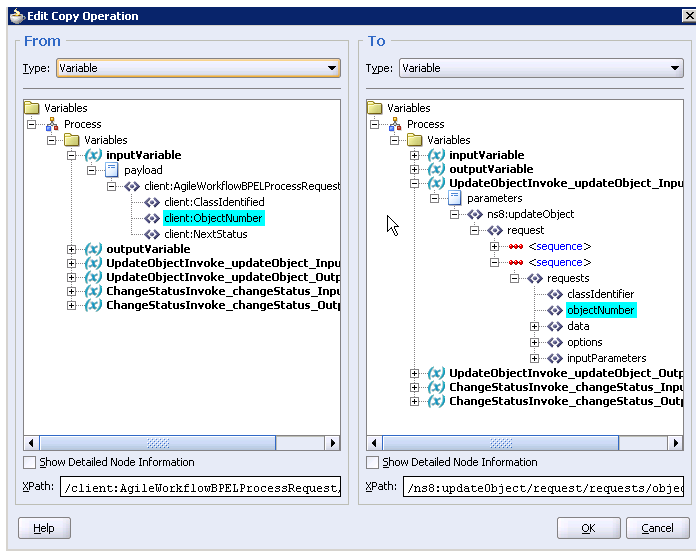 Edit Copy Operation
From
Type: Variable
Variables
Process
Variables
(x) inputVariable
payload
client:AgileWorkflowBPELProcessRequest
client:ClassIdentified
client:ObjectNumber
client:NextStatus
(x) outputVariable
(x) UpdateObjectInvoke_updateObject_Inpu
(x) UpdateObjectInvoke_updateObject_Outp
(x) ChangeStatusInvoke_changeStatus_Inpu
(x) ChangeStatusInvoke_changeStatus_Outp
Show Detailed Node Information
XPath: /client:AgileWorkflowBPELProcessRequest/
To
Type: Variable
Variables
Process
Variables
(x) inputVariable
(x) outputVariable
(x) UpdateObjectInvoke_updateObject_Inpu
parameters
ns8:updateObject
request
<sequence>
<sequence>
requests
classIdentifier
objectNumber
data
options
inputParameters
(x) UpdateObjectInvoke_updateObject_Outp
(x) ChangeStatusInvoke_changeStatus_Inpu
(x) ChangeStatusInvoke_changeStatus_Outp
Show Detailed Node Information
XPath: /ns8:updateObject/request/requests/objec
Help
OK
Cancel